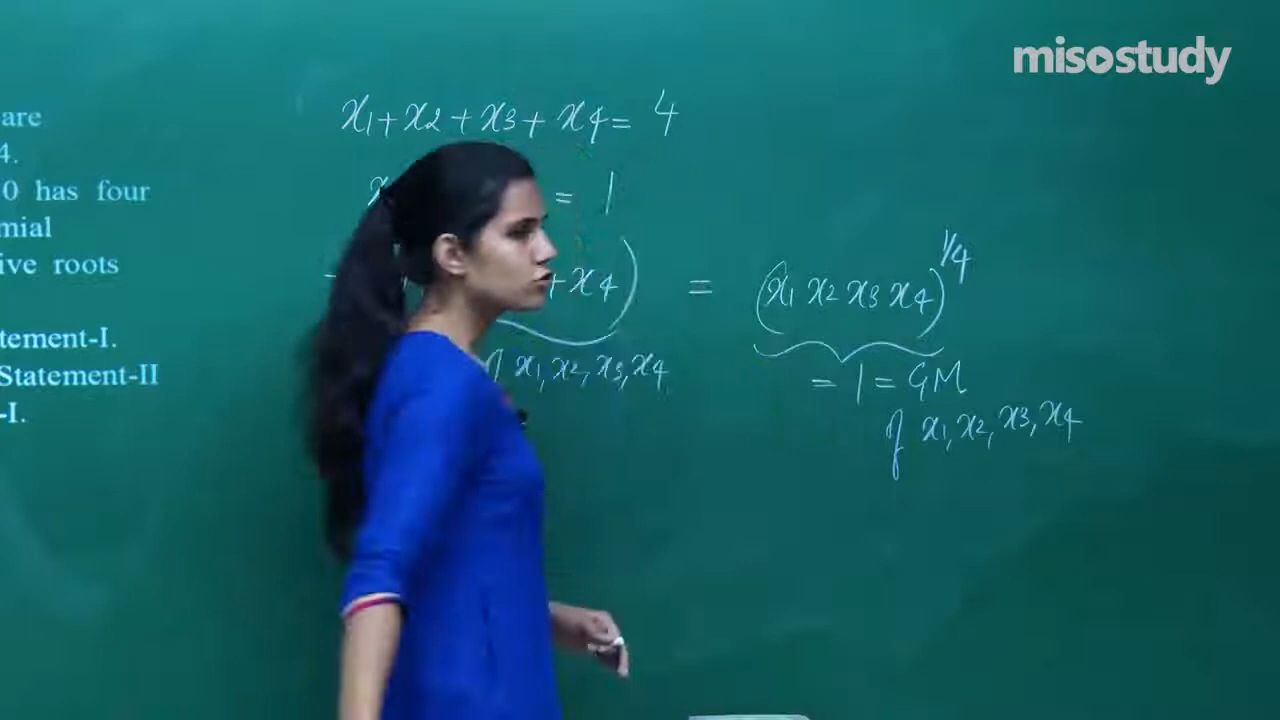 misostudy
are
4.
0 has four
mial
ive roots
tement-I.
Statement-II
-I.
x₁ + x₂ + x₃ + x₄ = 4
= 1
+ x₄) = (x₁ x₂ x₃ x₄)^1/4
x₁, x₂, x₃, x₄
= 1 = GM
of x₁, x₂, x₃, x₄